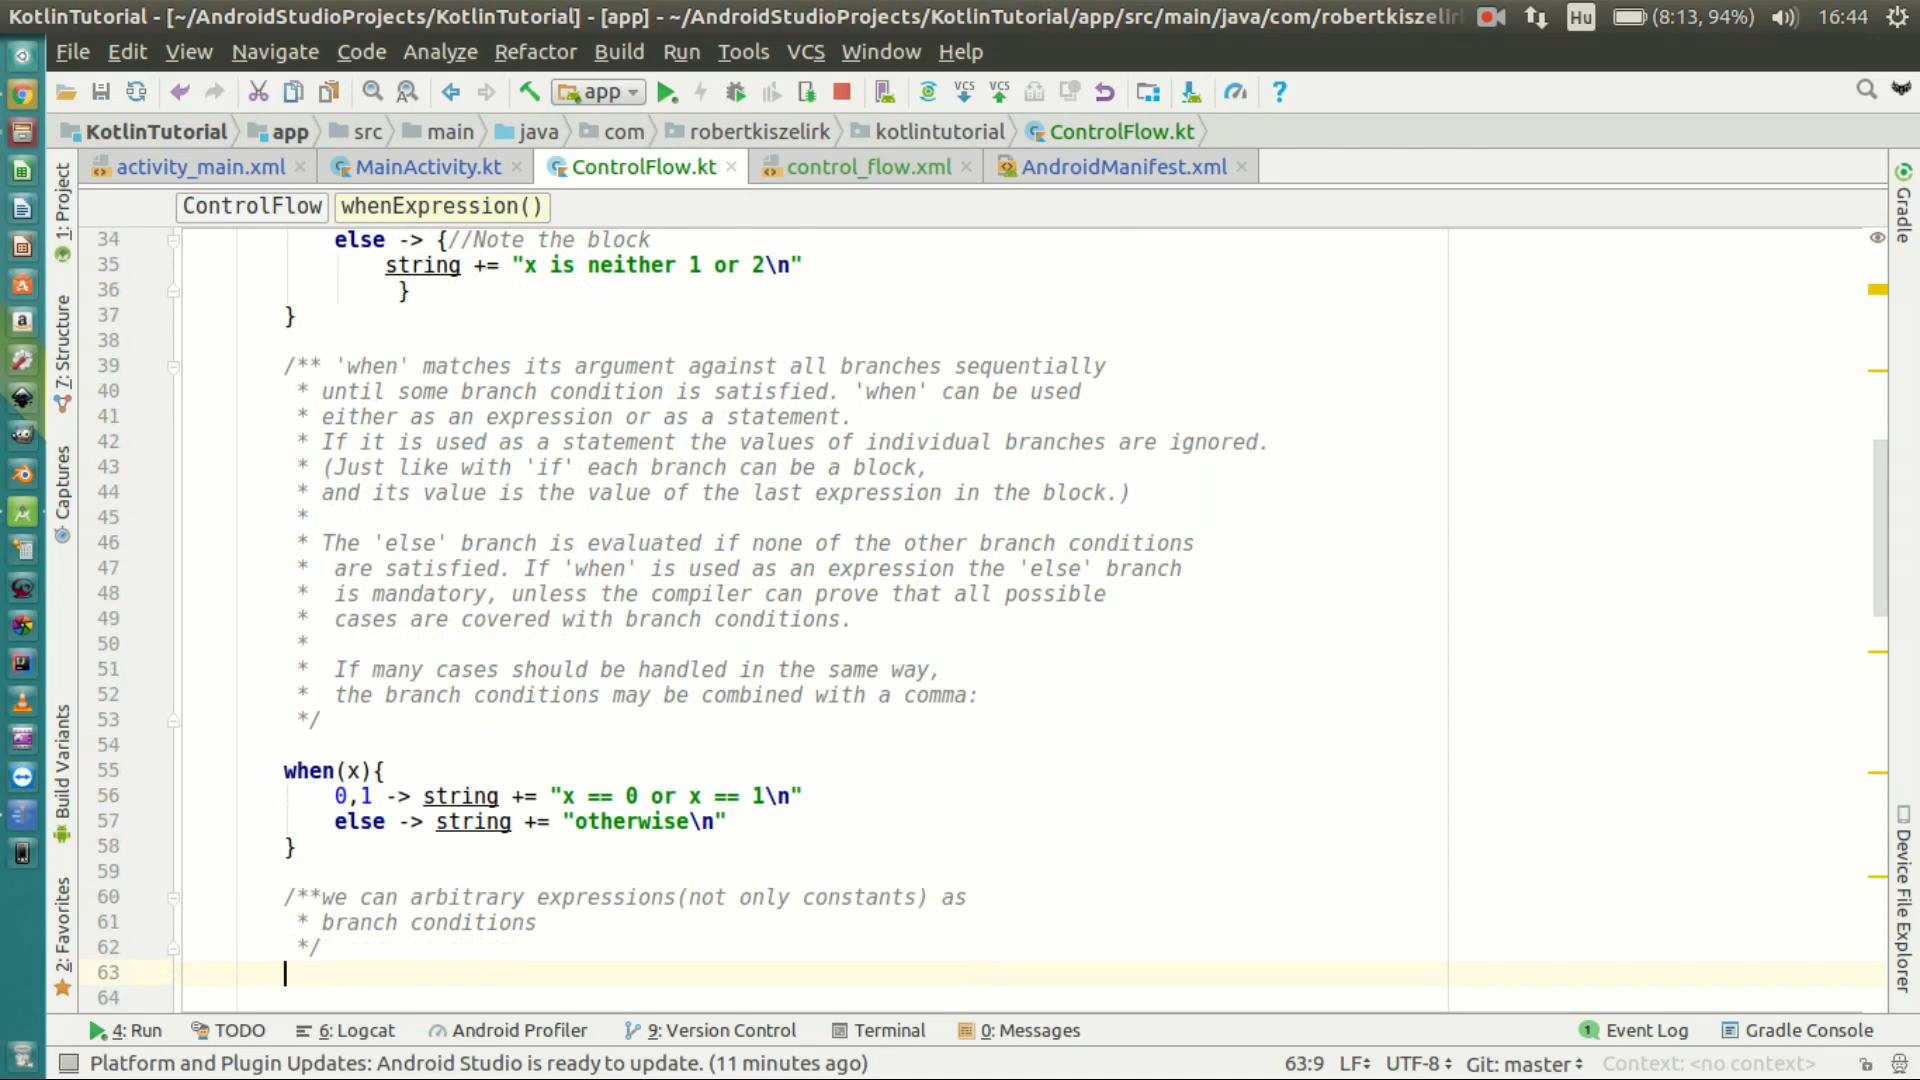 KotlinTutorial - [~/AndroidStudioProjects/KotlinTutorial] - [app] - ~/AndroidStudioProjects/KotlinTutorial/app/src/main/java/com/robertkiszelirk
Hu (8:13, 94%) 16:44
File Edit View Navigate Code Analyze Refactor Build Run Tools VCS Window Help
app VCS VCS ?
KotlinTutorial app src main java com robertkiszelirk kotlintutorial ControlFlow.kt
activity_main.xml MainActivity.kt ControlFlow.kt control_flow.xml AndroidManifest.xml
ControlFlow whenExpression()
1: Project
7: Structure
Captures
Build Variants
2: Favorites
34 else -> {//Note the block
35 string += "x is neither 1 or 2\n"
36 }
37 }
38
39 /** 'when' matches its argument against all branches sequentially
40 * until some branch condition is satisfied. 'when' can be used
41 * either as an expression or as a statement.
42 * If it is used as a statement the values of individual branches are ignored.
43 * (Just like with 'if' each branch can be a block,
44 * and its value is the value of the last expression in the block.)
45 *
46 * The 'else' branch is evaluated if none of the other branch conditions
47 * are satisfied. If 'when' is used as an expression the 'else' branch
48 * is mandatory, unless the compiler can prove that all possible
49 * cases are covered with branch conditions.
50 *
51 * If many cases should be handled in the same way,
52 * the branch conditions may be combined with a comma:
53 */
54
55 when(x){
56 0,1 -> string += "x == 0 or x == 1\n"
57 else -> string += "otherwise\n"
58 }
59
60 /**we can arbitrary expressions(not only constants) as
61 * branch conditions
62 */
63
64
Gradle
Device File Explorer
4: Run TODO 6: Logcat Android Profiler 9: Version Control Terminal 0: Messages 1 Event Log Gradle Console
Platform and Plugin Updates: Android Studio is ready to update. (11 minutes ago) 63:9 LF UTF-8 Git: master Context: <no context>